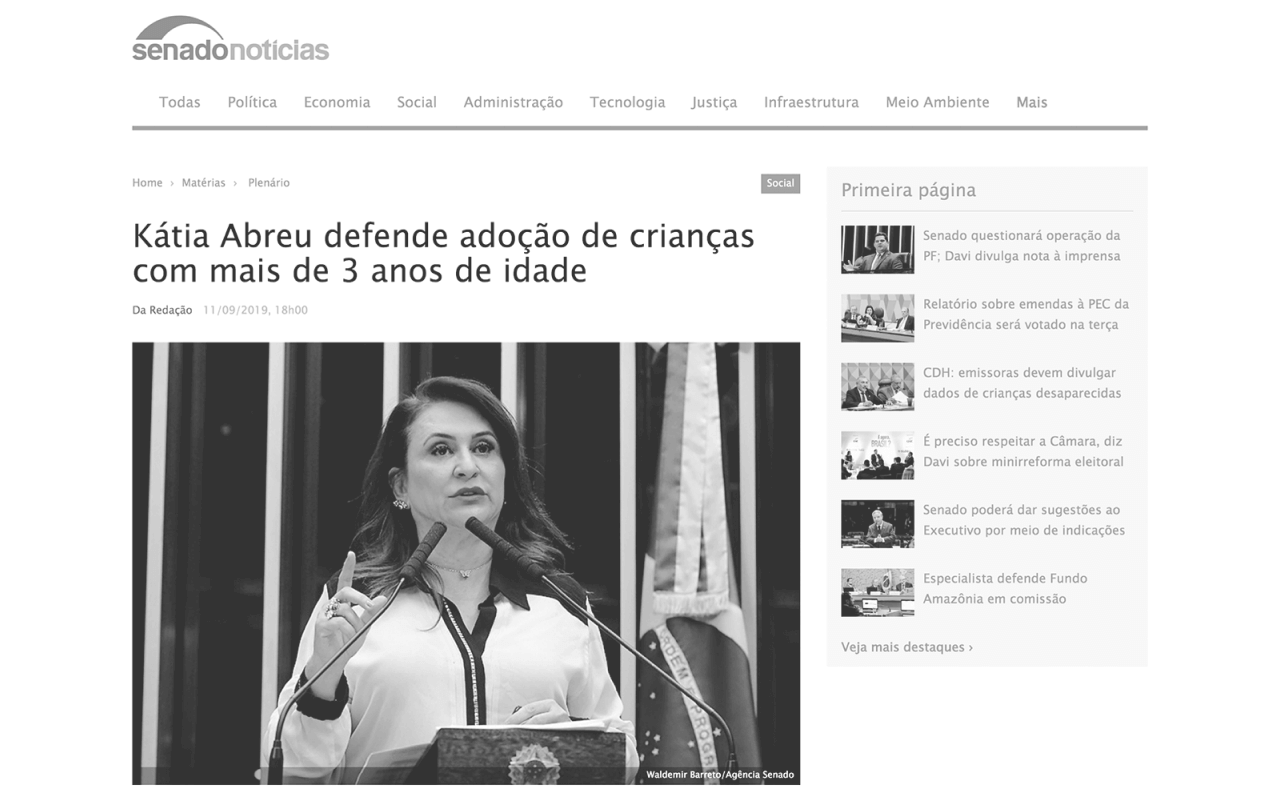 senadonotícias
Todas Política Economia Social Administração Tecnologia Justiça Infraestrutura Meio Ambiente Mais
Home › Matérias › Plenário
Social
Kátia Abreu defende adoção de crianças
com mais de 3 anos de idade
Da Redação 11/09/2019, 18h00
ORDEM E PROGRE
Waldemir Barreto/Agência Senado
Primeira página
Senado questionará operação da
PF; Davi divulga nota à imprensa
Relatório sobre emendas à PEC da
Previdência será votado na terça
CDH: emissoras devem divulgar
dados de crianças desaparecidas
É preciso respeitar a Câmara, diz
Davi sobre minirreforma eleitoral
Senado poderá dar sugestões ao
Executivo por meio de indicações
Especialista defende Fundo
Amazônia em comissão
Veja mais destaques ›